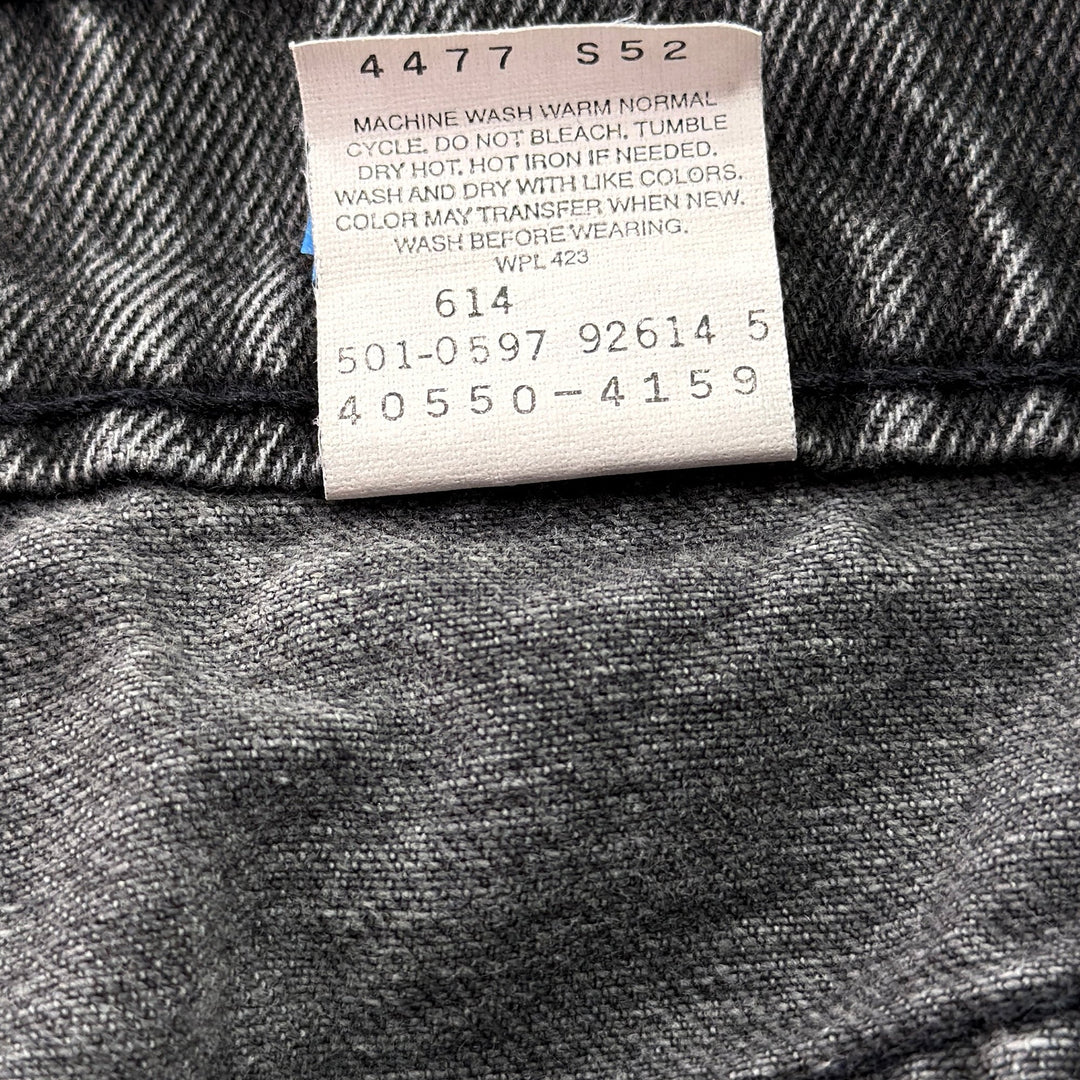 4477 S52
MACHINE WASH WARM NORMAL
CYCLE. DO NOT BLEACH. TUMBLE
DRY HOT. HOT IRON IF NEEDED.
WASH AND DRY WITH LIKE COLORS.
COLOR MAY TRANSFER WHEN NEW.
WASH BEFORE WEARING.
WPL 423
614
501-0597 92614 5
40550-4159